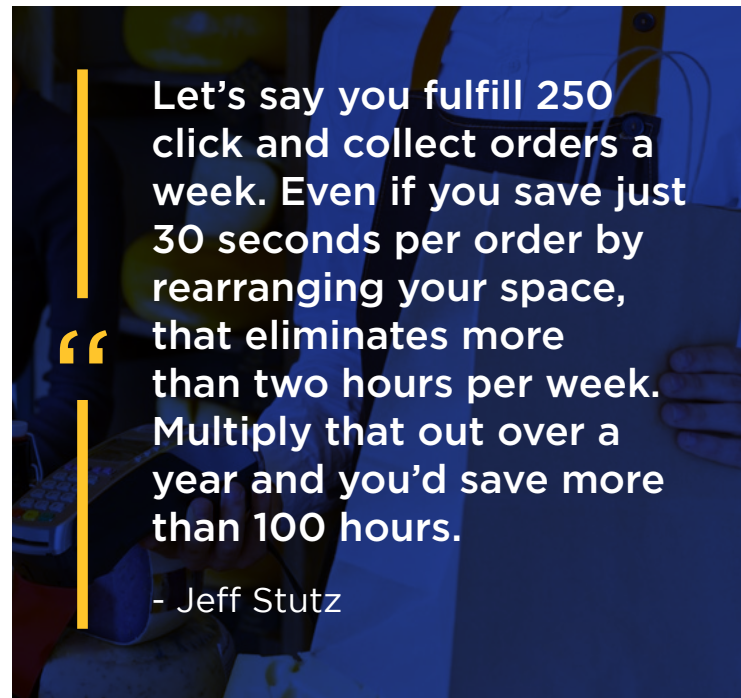 Let’s say you fulfill 250
click and collect orders a
week. Even if you save just
30 seconds per order by
rearranging your space,
that eliminates more
than two hours per week.
Multiply that out over a
year and you’d save more
than 100 hours.
- Jeff Stutz